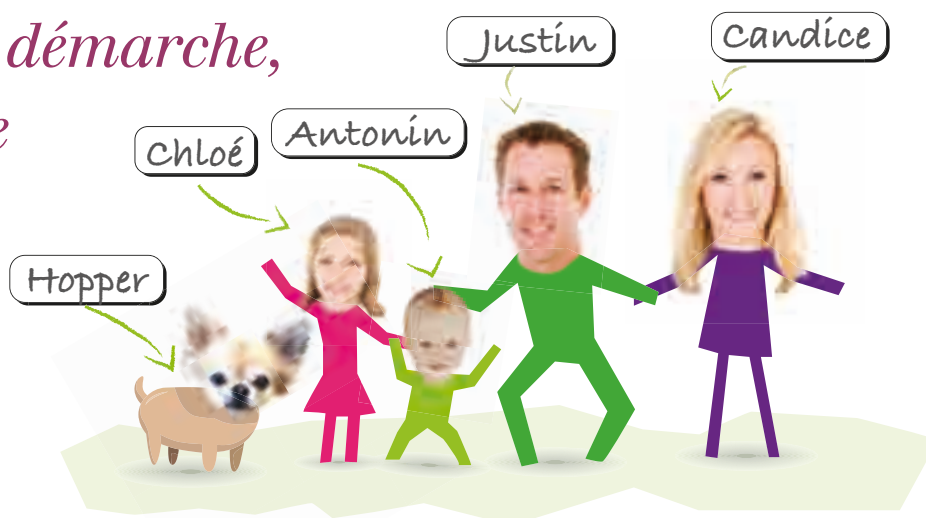 démarche,
e
Justin
Candice
Antonin
Chloé
Hopper